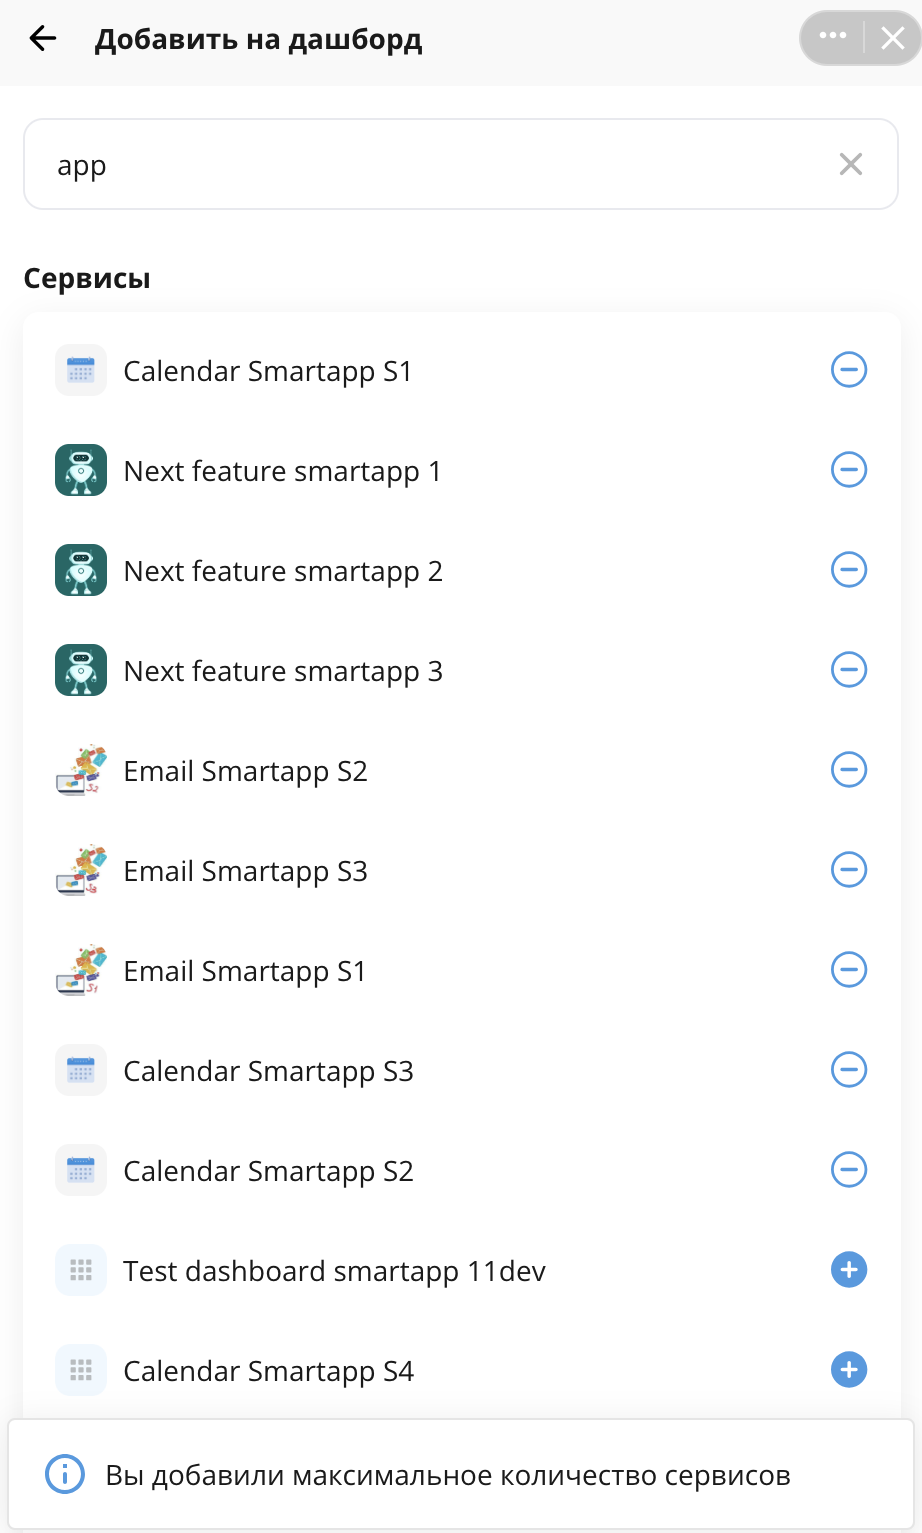 Добавить на дашборд
app
Сервисы
Calendar Smartapp S1
Next feature smartapp 1
Next feature smartapp 2
Next feature smartapp 3
Email Smartapp S2
Email Smartapp S3
Email Smartapp S1
Calendar Smartapp S3
Calendar Smartapp S2
Test dashboard smartapp 11dev
Calendar Smartapp S4
Вы добавили максимальное количество сервисов